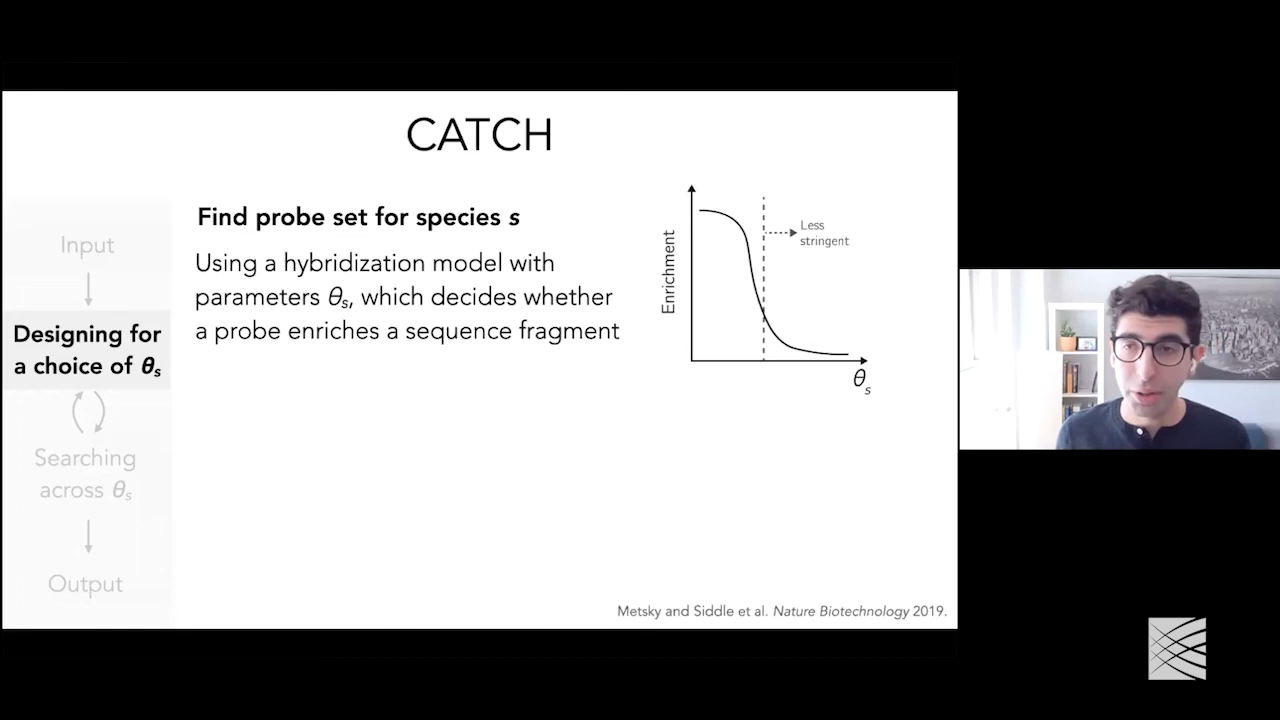 CATCH
Input
Designing for
a choice of θs
Searching
across θs
Output
Find probe set for species s
Using a hybridization model with
parameters θs, which decides whether
a probe enriches a sequence fragment
Enrichment
Less
stringent
θs
Metsky and Siddle et al. Nature Biotechnology 2019.